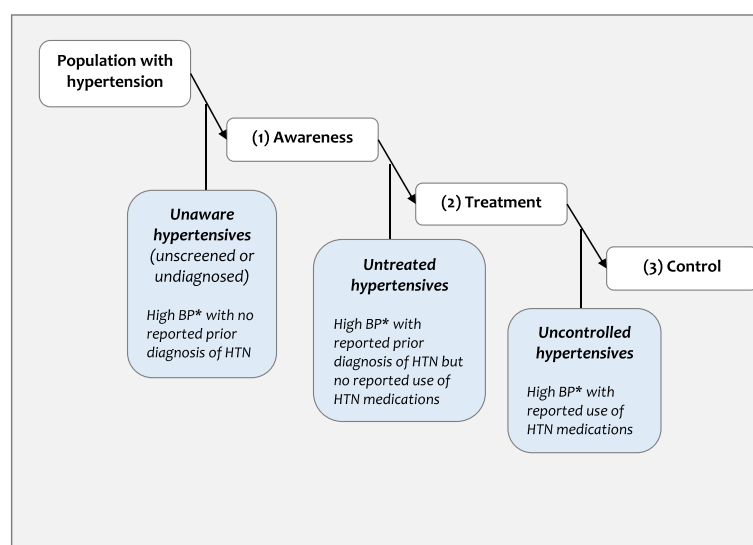 Population with
hypertension
(1) Awareness
(2) Treatment
(3) Control
Unaware
hypertensives
(unscreened or
undiagnosed)
High BP* with no
reported prior
diagnosis of HTN
Untreated
hypertensives
High BP* with
reported prior
diagnosis of HTN but
no reported use of
HTN medications
Uncontrolled
hypertensives
High BP* with
reported use of
HTN medications